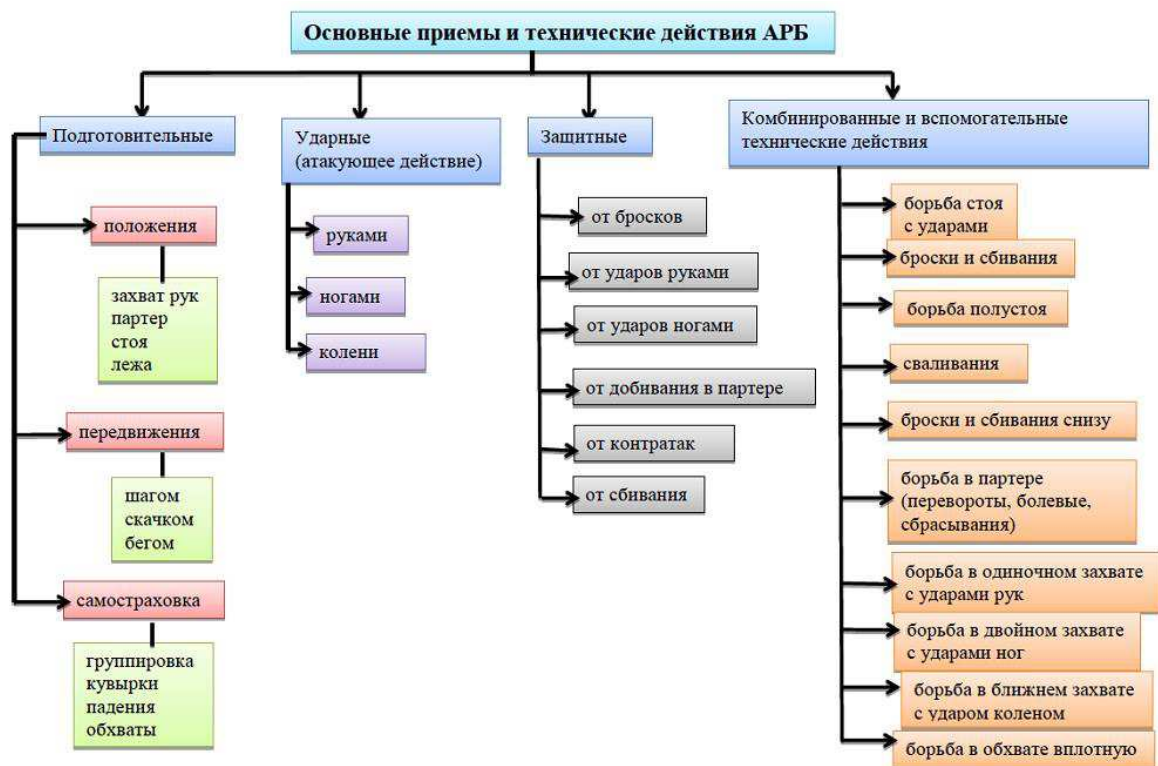 Основные приемы и технические действия АРБ
Подготовительные
положения
захват рук
партер
стоя
лежа
передвижения
шагом
скачком
бегом
самостраховка
группировка
кувырки
падения
обхваты
Ударные
(атакующее действие)
руками
ногами
колени
Защитные
от бросков
от ударов руками
от ударов ногами
от добивания в партере
от контратак
от сбивания
Комбинированные и вспомогательные
технические действия
борьба стоя
с ударами
броски и сбивания
борьба полустоя
сваливания
броски и сбивания снизу
борьба в партере
(перевороты, болевые,
сбрасывания)
борьба в одиночном захвате
с ударами рук
борьба в двойном захвате
с ударами ног
борьба в ближнем захвате
с ударом коленом
борьба в обхвате вплотную